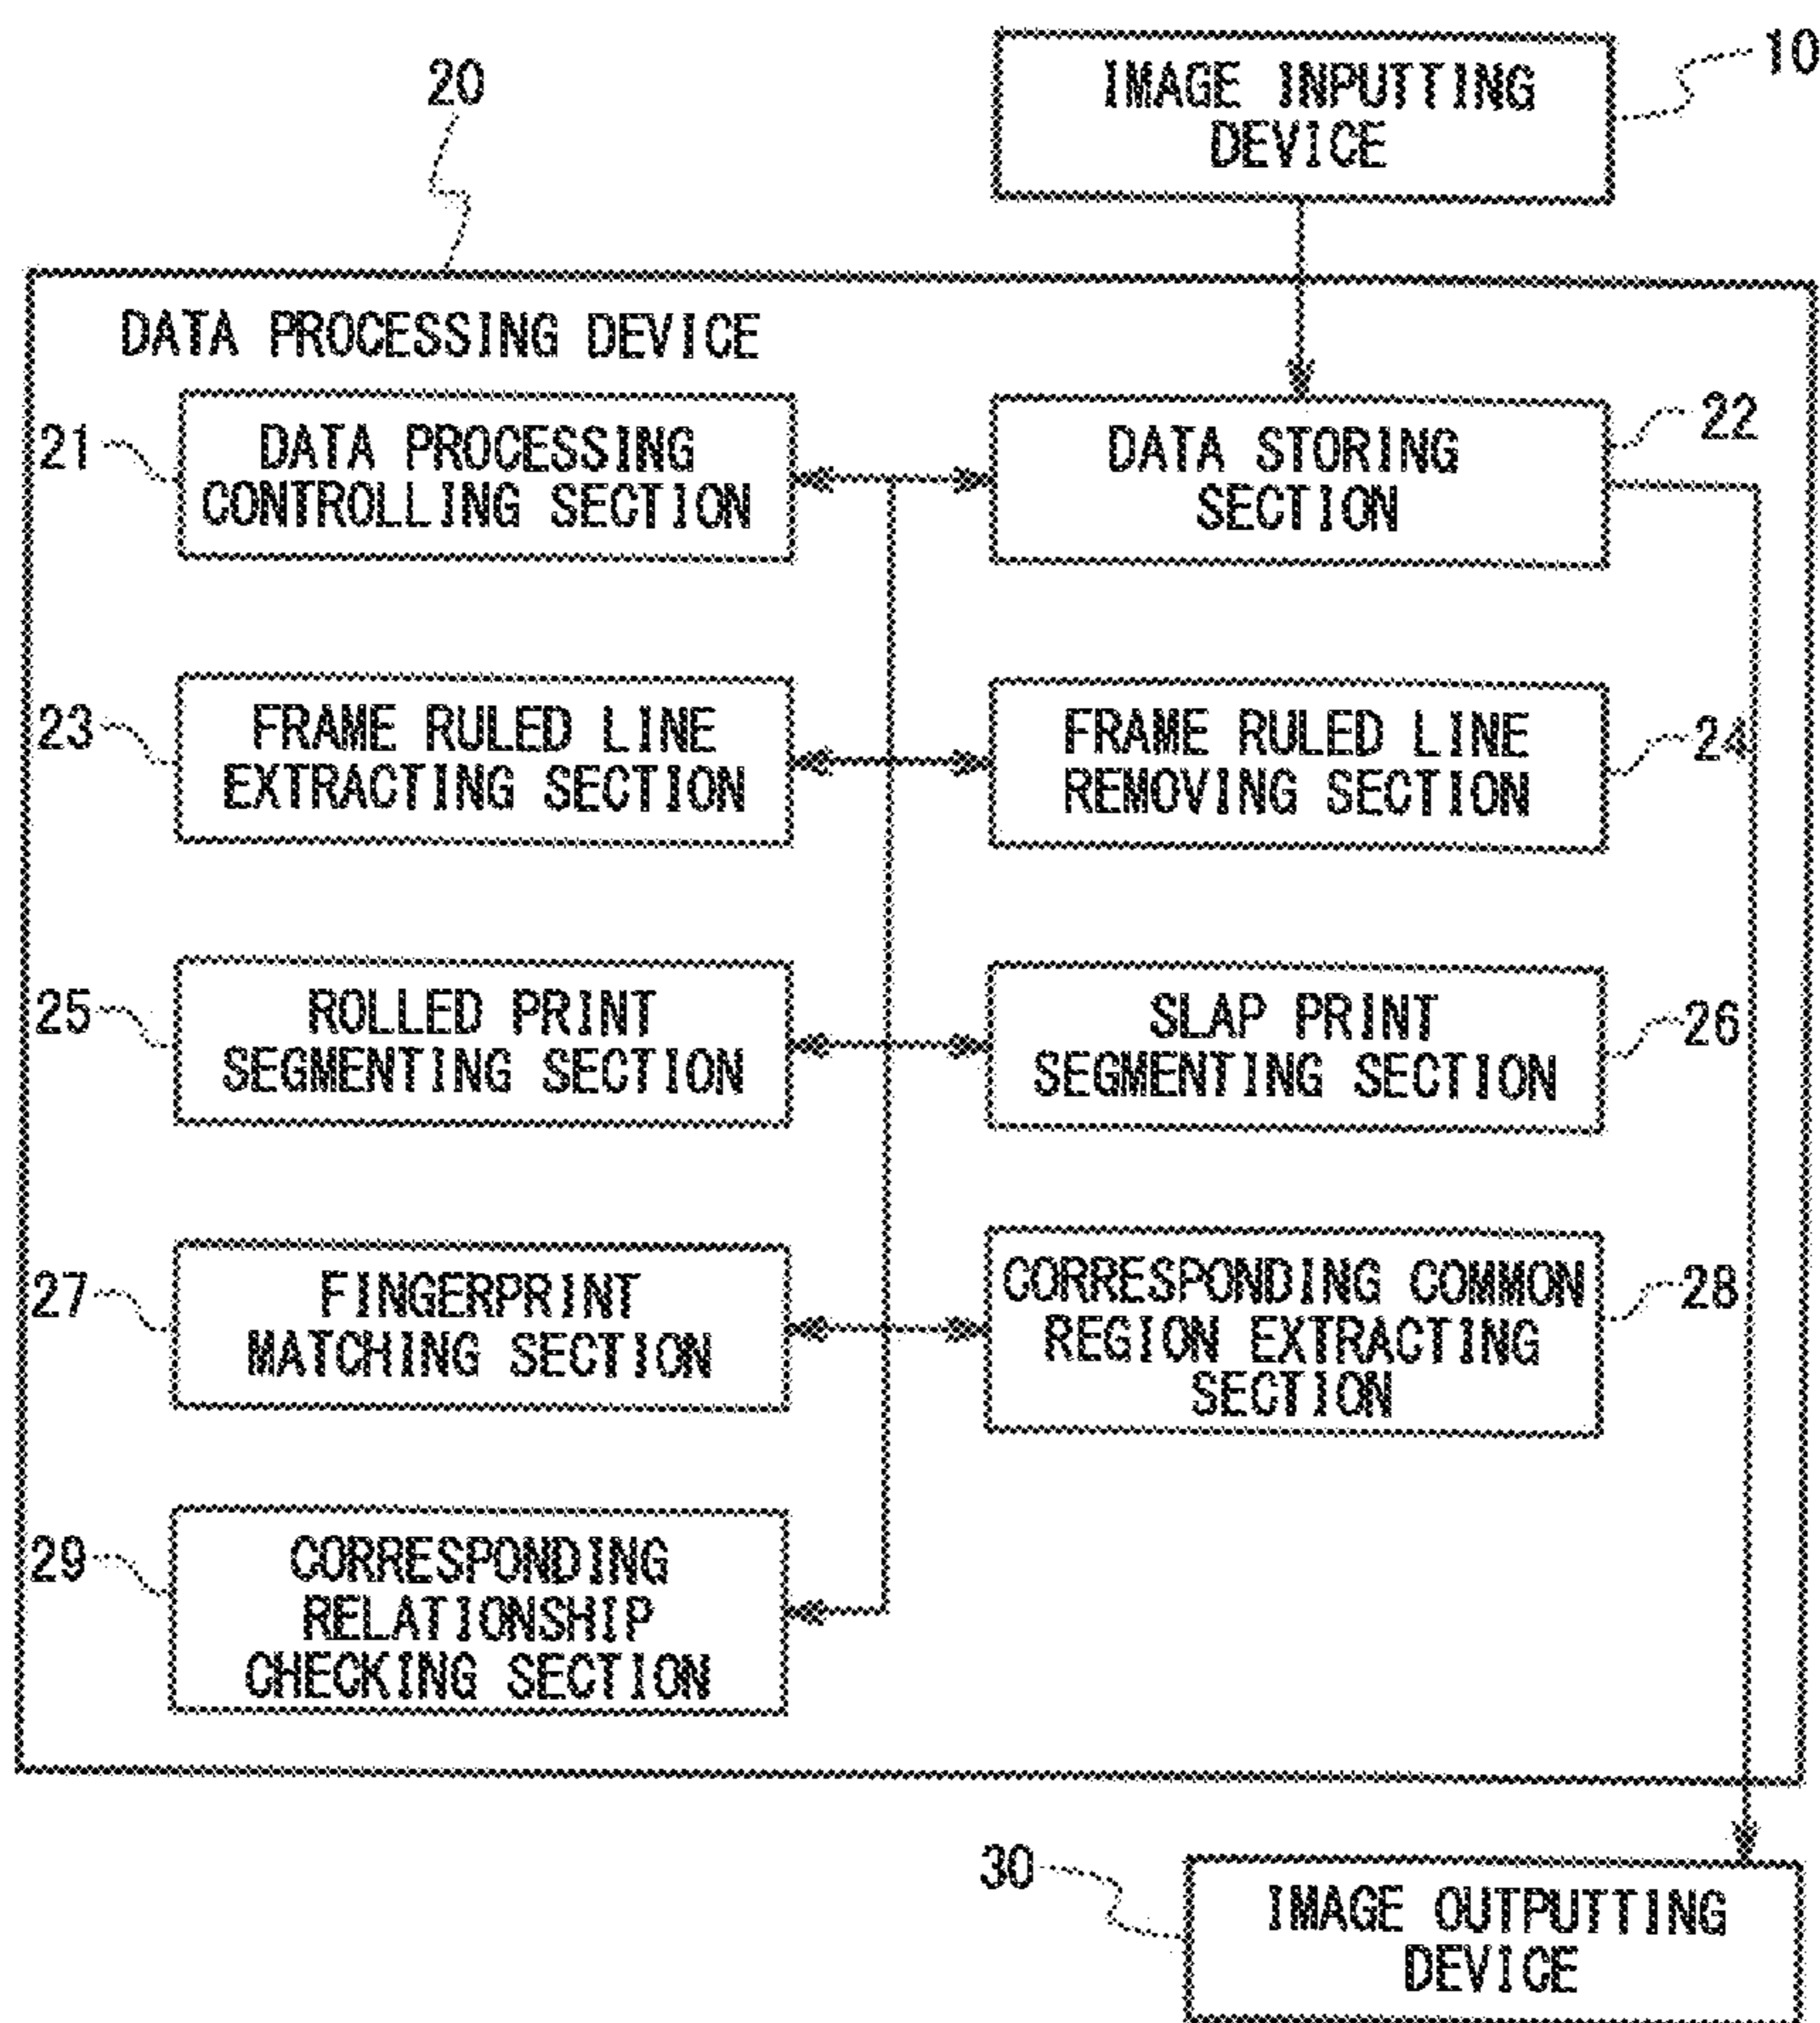 10
IMAGE INPUTTING
DEVICE
20
DATA PROCESSING DEVICE
21
DATA PROCESSING
CONTROLLING SECTION
22
DATA STORING
SECTION
23
FRAME RULED LINE
EXTRACTING SECTION
24
FRAME RULED LINE
REMOVING SECTION
25
ROLLED PRINT
SEGMENTING SECTION
26
SLAP PRINT
SEGMENTING SECTION
27
FINGERPRINT
MATCHING SECTION
28
CORRESPONDING COMMON
REGION EXTRACTING
SECTION
29
CORRESPONDING
RELATIONSHIP
CHECKING SECTION
30
IMAGE OUTPUTTING
DEVICE